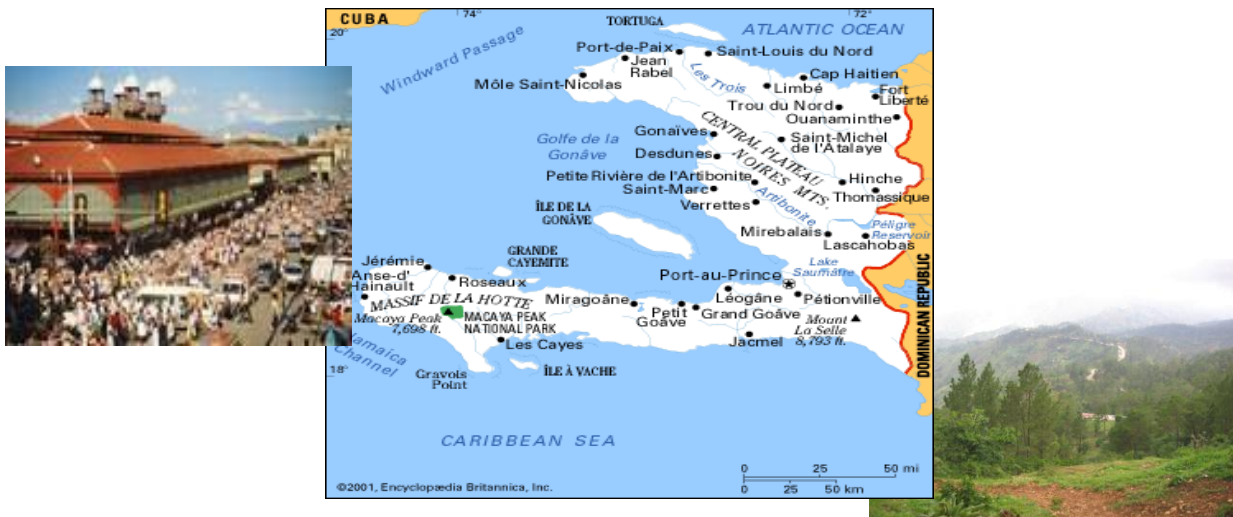 CUBA
74°
72°
20°
TORTUGA
ATLANTIC OCEAN
Windward Passage
Port-de-Paix
Saint-Louis du Nord
Jean
Rabel
Les Trois
Cap Haitien
Môle Saint-Nicolas
Limbé
Fort
Liberté
Trou du Nord
Ouanaminthe
CENTRAL PLATEAU
Golfe de la
Gonâve
Gonaïves
Saint-Michel
de l'Atalaye
Desdunes
NOIRES MTS.
Petite Rivière de l'Artibonite
Hinche
Saint-Marc
Thomassique
Verrettes
Artibonite
ÎLE DE LA
GONÂVE
Péligre
Reservoir
Mirebalais
Lascahobas
GRANDE
CAYEMITE
Lake
Saumâtre
Jérémie
Port-au-Prince
Anse-d'
Hainault
Roseaux
MASSIF DE LA HOTTE
Miragoâne
Léogâne
Pétionville
Petit
Goâve
Grand Goâve
Macaya Peak
7,698 ft.
MACAYA PEAK
NATIONAL PARK
Mount
La Selle
8,793 ft.
DOMINICAN REPUBLIC
Jacmel
Les Cayes
Jamaica
Channel
18°
Gravois
Point
ÎLE À VACHE
CARIBBEAN SEA
0 25 50 mi
0 25 50 km
©2001, Encyclopædia Britannica, Inc.